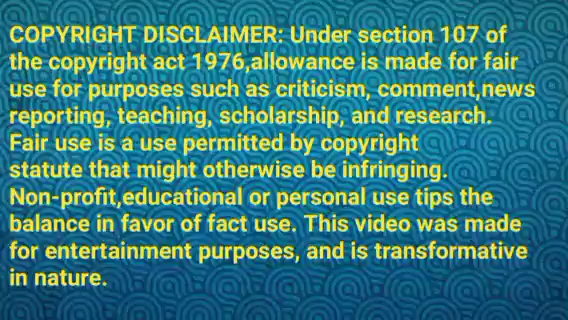 COPYRIGHT DISCLAIMER: Under section 107 of
the copyright act 1976,allowance is made for fair
use for purposes such as criticism, comment,news
reporting, teaching, scholarship, and research.
Fair use is a use permitted by copyright
statute that might otherwise be infringing.
Non-profit,educational or personal use tips the
balance in favor of fact use. This video was made
for entertainment purposes, and is transformative
in nature.